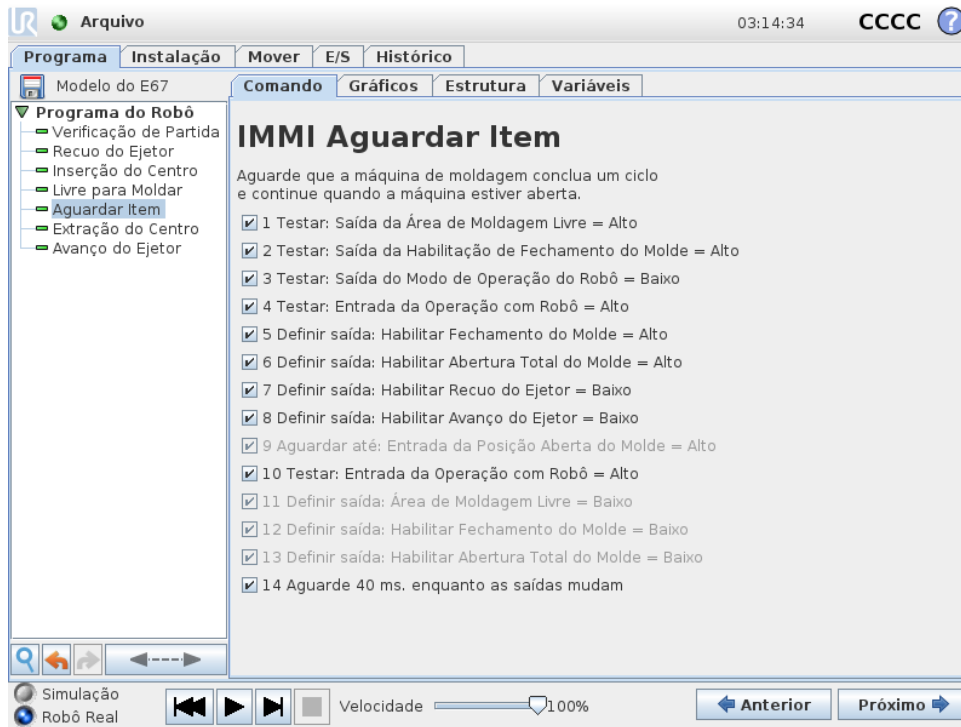 UR Arquivo 03:14:34 CCCC ?
Programa Instalação Mover E/S Histórico
Modelo do E67 Comando Gráficos Estrutura Variáveis
Programa do Robô
Verificação de Partida
Recuo do Ejetor
Inserção do Centro
Livre para Moldar
Aguardar Item
Extração do Centro
Avanço do Ejetor
IMMI Aguardar Item
Aguarde que a máquina de moldagem conclua um ciclo
e continue quando a máquina estiver aberta.
1 Testar: Saída da Área de Moldagem Livre = Alto
2 Testar: Saída da Habilitação de Fechamento do Molde = Alto
3 Testar: Saída do Modo de Operação do Robô = Baixo
4 Testar: Entrada da Operação com Robô = Alto
5 Definir saída: Habilitar Fechamento do Molde = Alto
6 Definir saída: Habilitar Abertura Total do Molde = Alto
7 Definir saída: Habilitar Recuo do Ejetor = Baixo
8 Definir saída: Habilitar Avanço do Ejetor = Baixo
9 Aguardar até: Entrada da Posição Aberta do Molde = Alto
10 Testar: Entrada da Operação com Robô = Alto
11 Definir saída: Área de Moldagem Livre = Baixo
12 Definir saída: Habilitar Fechamento do Molde = Baixo
13 Definir saída: Habilitar Abertura Total do Molde = Baixo
14 Aguarde 40 ms. enquanto as saídas mudam
Simulação
Robô Real
Velocidade 100% Anterior Próximo